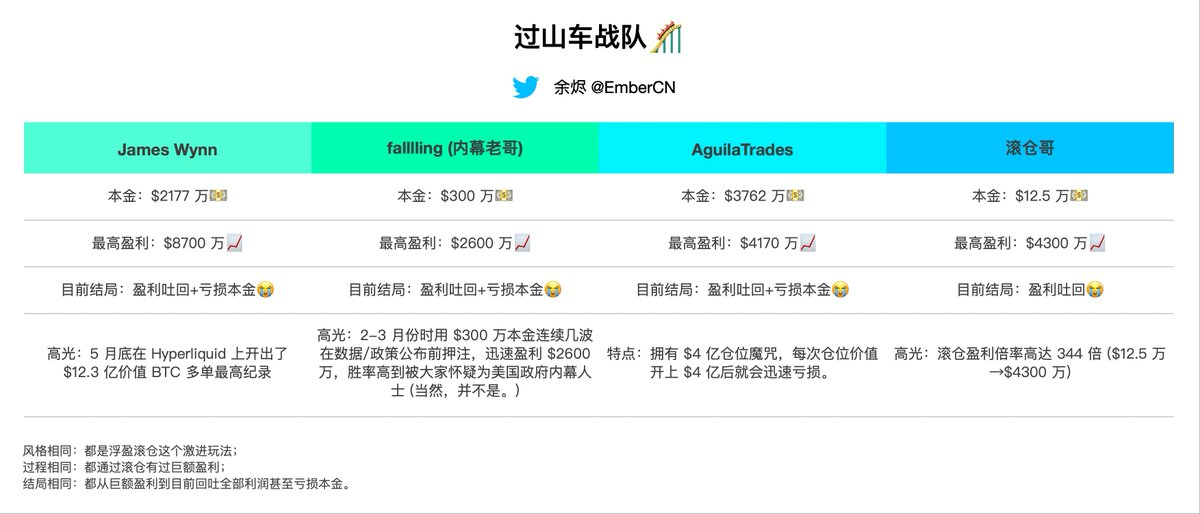 过山车战队🎢
余烬 @EmberCN
James Wynn
falllling (内幕老哥)
AguilaTrades
滚仓哥
本金：$2177 万💵
本金：$300 万💵
本金：$3762 万💵
本金：$12.5 万💵
最高盈利：$8700 万📈
最高盈利：$2600 万📈
最高盈利：$4170 万📈
最高盈利：$4300 万📈
目前结局：盈利吐回+亏损本金😭
目前结局：盈利吐回+亏损本金😭
目前结局：盈利吐回+亏损本金😭
目前结局：盈利吐回😭
高光：5 月底在 Hyperliquid 上开出了
$12.3 亿价值 BTC 多单最高纪录
高光：2–3 月份时用 $300 万本金连续几波
在数据/政策公布前押注，迅速盈利 $2600
万，胜率高到被大家怀疑为美国政府内幕人
士 (当然，并不是。)
特点：拥有 $4 亿仓位魔咒，每次仓位价值
开上 $4 亿后就会迅速亏损。
高光：滚仓盈利倍率高达 344 倍 ($12.5 万
→$4300 万)
风格相同：都是浮盈滚仓这个激进玩法；
过程相同：都通过滚仓有过巨额盈利；
结局相同：都从巨额盈利到目前回吐全部利润甚至亏损本金。